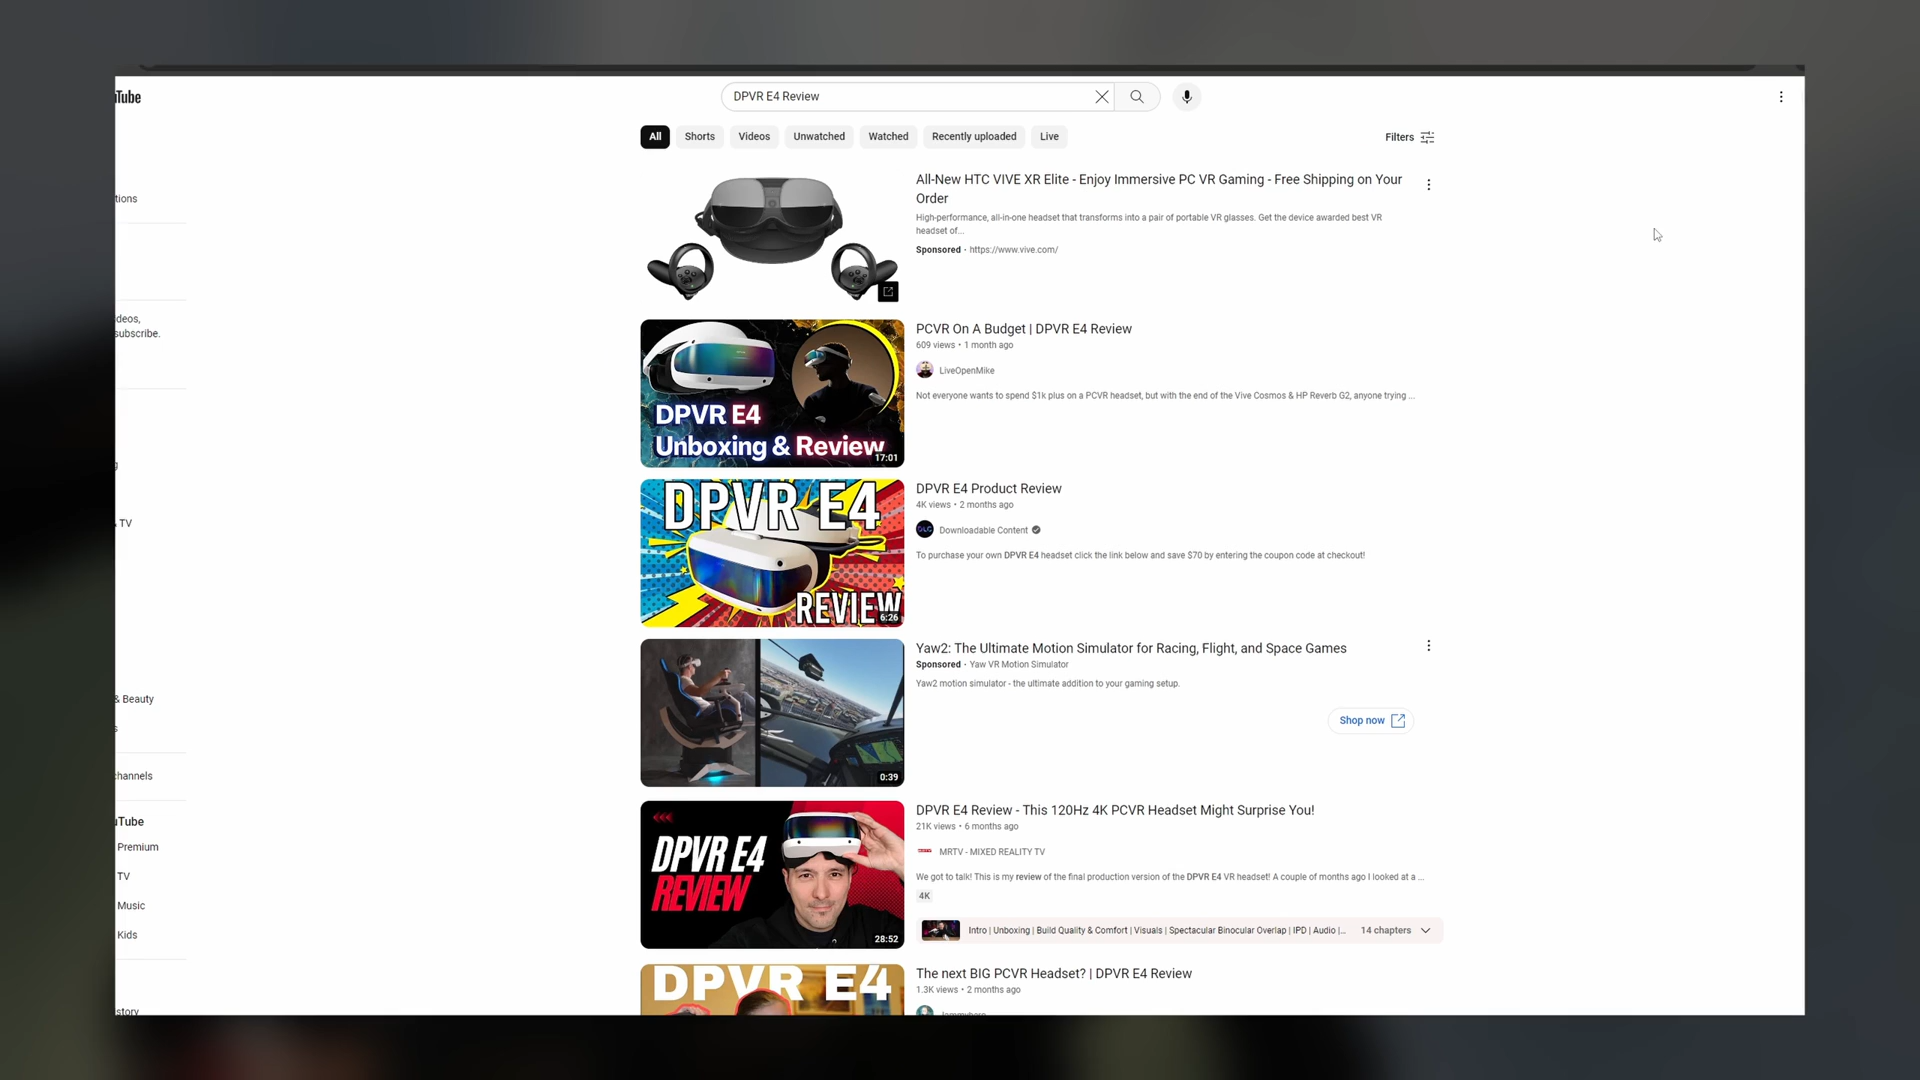 uTube
DPVR E4 Review
All
Shorts
Videos
Unwatched
Watched
Recently uploaded
Live
Filters
tions
deos,
subscribe.
g
TV
& Beauty
s
channels
uTube
Premium
TV
Music
Kids
story
All-New HTC VIVE XR Elite - Enjoy Immersive PC VR Gaming - Free Shipping on Your
Order
High-performance, all-in-one headset that transforms into a pair of portable VR glasses. Get the device awarded best VR
headset of...
Sponsored · https://www.vive.com/
DPVR E4
Unboxing & Review
17:01
PCVR On A Budget | DPVR E4 Review
609 views • 1 month ago
LiveOpenMike
Not everyone wants to spend $1k plus on a PCVR headset, but with the end of the Vive Cosmos & HP Reverb G2, anyone trying ...
DPVR E4
REVIEW
6:26
DPVR E4 Product Review
4K views • 2 months ago
DLC
Downloadable Content
To purchase your own DPVR E4 headset click the link below and save $70 by entering the coupon code at checkout!
0:39
Yaw2: The Ultimate Motion Simulator for Racing, Flight, and Space Games
Sponsored · Yaw VR Motion Simulator
Yaw2 motion simulator - the ultimate addition to your gaming setup.
Shop now
DPVR E4
REVIEW
28:52
DPVR E4 Review - This 120Hz 4K PCVR Headset Might Surprise You!
21K views • 6 months ago
MRTV - MIXED REALITY TV
We got to talk! This is my review of the final production version of the DPVR E4 VR headset! A couple of months ago I looked at a ...
4K
Intro | Unboxing | Build Quality & Comfort | Visuals | Spectacular Binocular Overlap | IPD | Audio |...
14 chapters
DPVR E4
The next BIG PCVR Headset? | DPVR E4 Review
1.3K views • 2 months ago